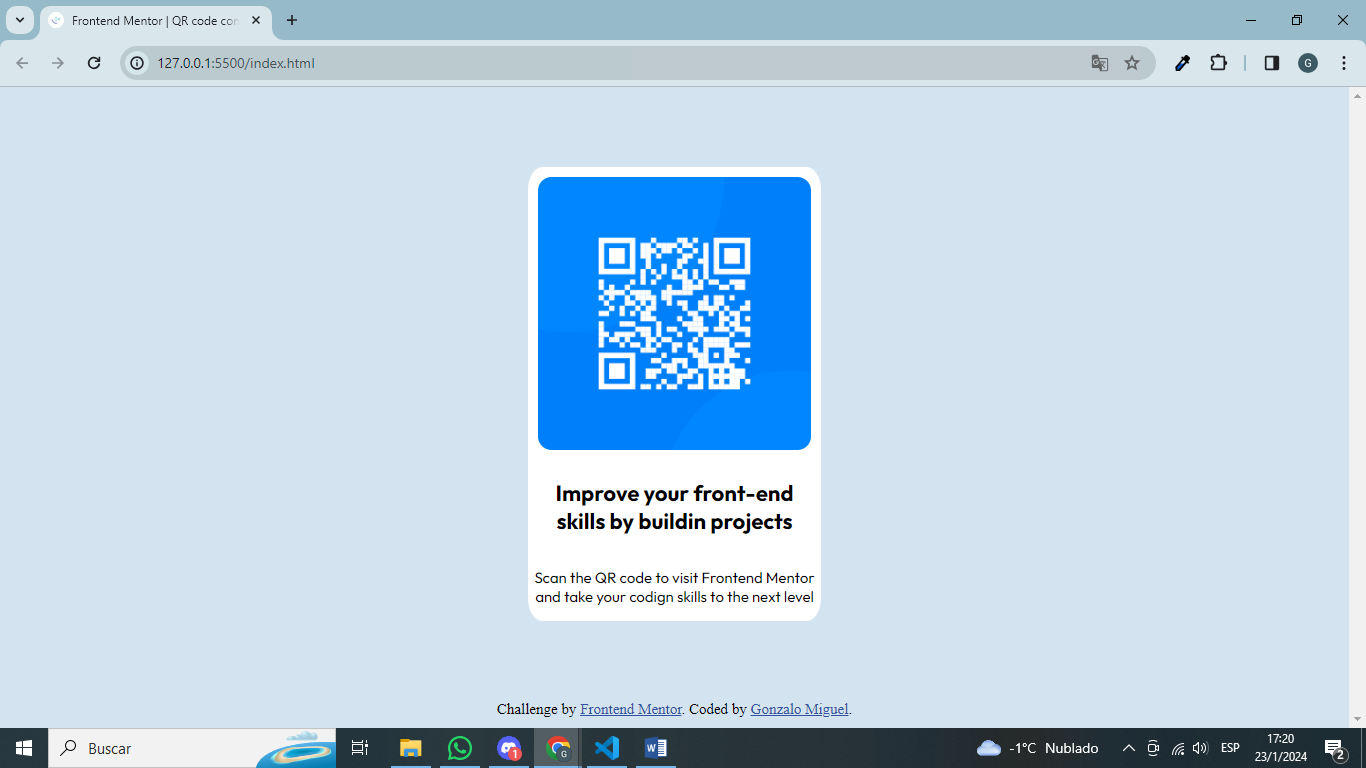 Frontend Mentor | QR code con
127.0.0.1:5500/index.html
G
Improve your front-end
skills by buildin projects
Scan the QR code to visit Frontend Mentor
and take your codign skills to the next level
Challenge by Frontend Mentor. Coded by Gonzalo Miguel.
Buscar
1
G
W
-1°C Nublado
ESP
17:20
23/1/2024
2